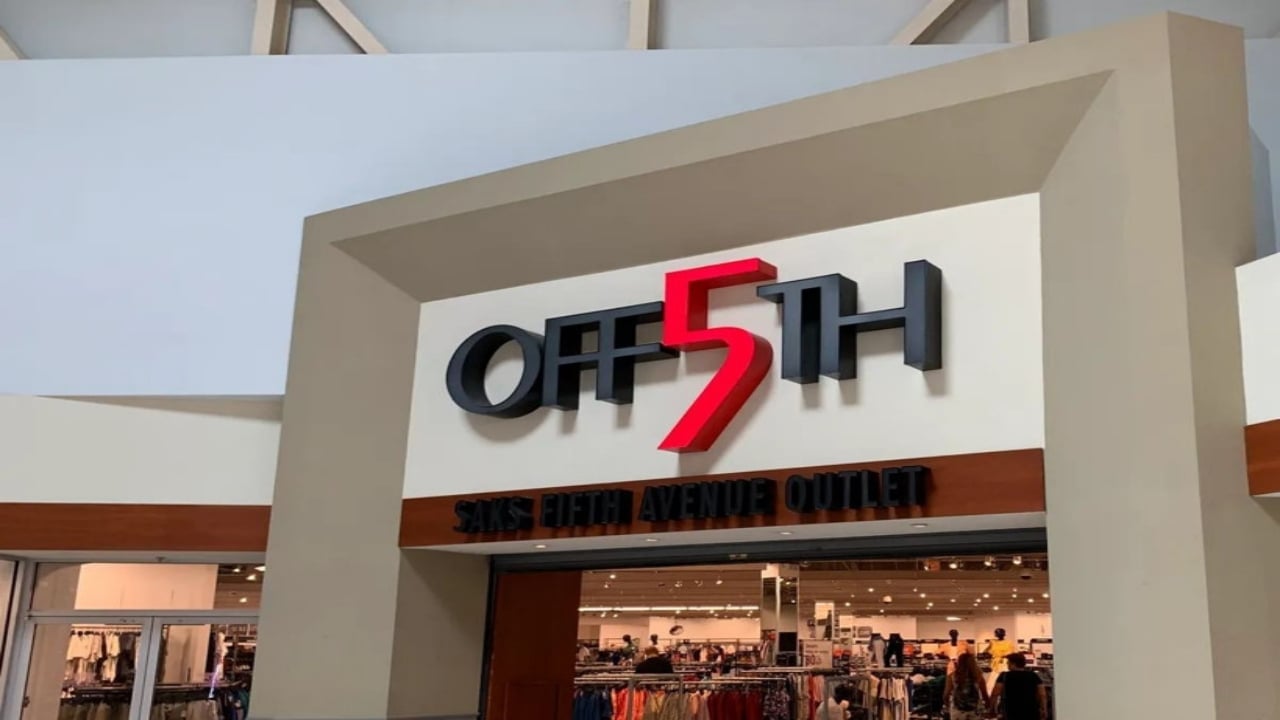 OFF5TH
SAKS FIFTH AVENUE OUTLET